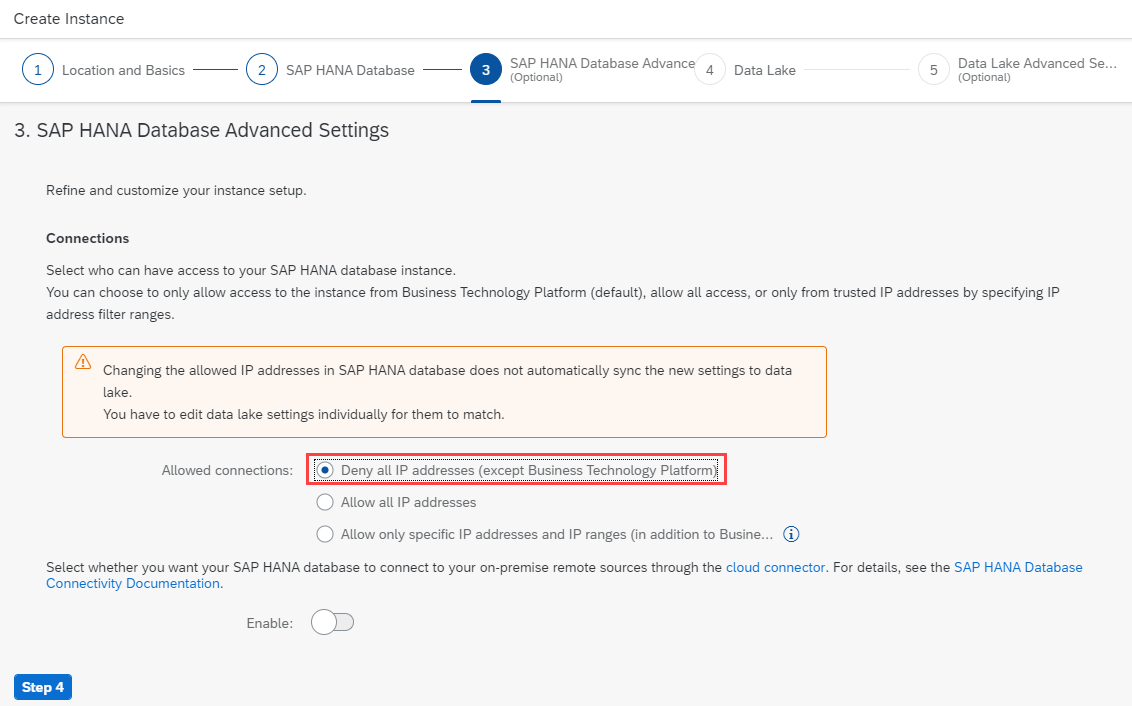 Create Instance
1 Location and Basics
2 SAP HANA Database
3 SAP HANA Database Advance
(Optional)
4 Data Lake
5 Data Lake Advanced Se...
(Optional)
3. SAP HANA Database Advanced Settings
Refine and customize your instance setup.
Connections
Select who can have access to your SAP HANA database instance.
You can choose to only allow access to the instance from Business Technology Platform (default), allow all access, or only from trusted IP addresses by specifying IP
address filter ranges.
Changing the allowed IP addresses in SAP HANA database does not automatically sync the new settings to data
lake.
You have to edit data lake settings individually for them to match.
Allowed connections: Deny all IP addresses (except Business Technology Platform)
Allow all IP addresses
Allow only specific IP addresses and IP ranges (in addition to Busine...
Select whether you want your SAP HANA database to connect to your on-premise remote sources through the cloud connector. For details, see the SAP HANA Database
Connectivity Documentation.
Enable:
Step 4